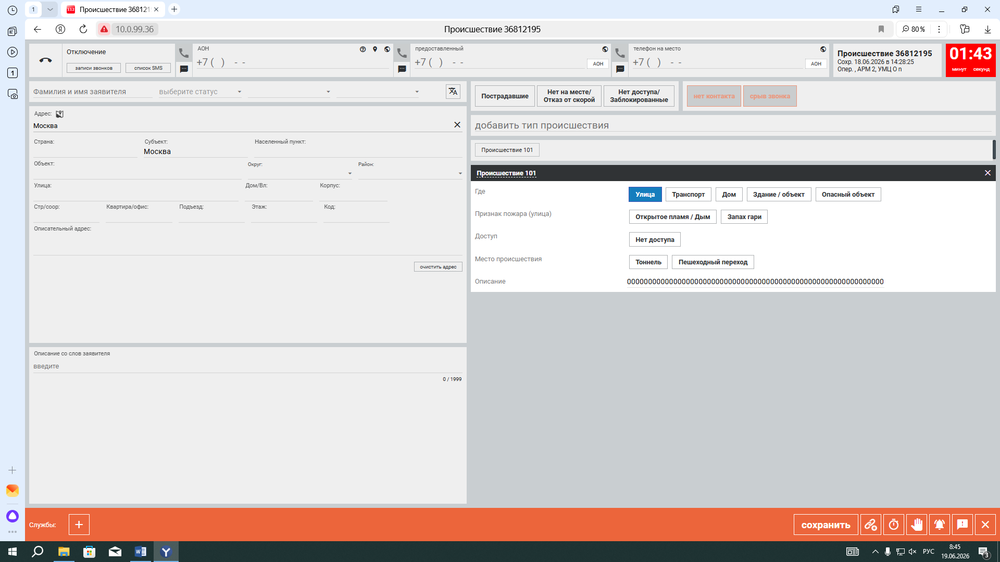 1
Происшествие 368121
10.0.99.36
Происшествие 36812195
80%
1
Отключение
записи звонков
список SMS
АОН
+7 ( ) - -
предоставленный
+7 ( ) - -
АОН
телефон на место
+7 ( ) - -
АОН
Происшествие 36812195
Сохр. 18.06.2026 в 14:28:25
Опер. , АРМ 2, УМЦ О п
01:43
минут секунд
Фамилия и имя заявителя
выберите статус
Пострадавшие
Нет на месте/
Отказ от скорой
Нет доступа/
Заблокированные
нет контакта
срыв звонка
Адрес:
Москва
Страна:
Субъект:
Населенный пункт:
Москва
Объект:
Округ:
Район:
Улица:
Дом/Вл:
Корпус:
Стр/соор:
Квартира/офис:
Подъезд:
Этаж:
Код:
Описательный адрес:
очистить адрес
Описание со слов заявителя
введите
0 / 1999
добавить тип происшествия
Происшествие 101
Происшествие 101
Где
Улица
Транспорт
Дом
Здание / объект
Опасный объект
Признак пожара (улица)
Открытое пламя / Дым
Запах гари
Доступ
Нет доступа
Место происшествия
Тоннель
Пешеходный переход
Описание
Службы:
сохранить
РУС
8:45
19.06.2026
3